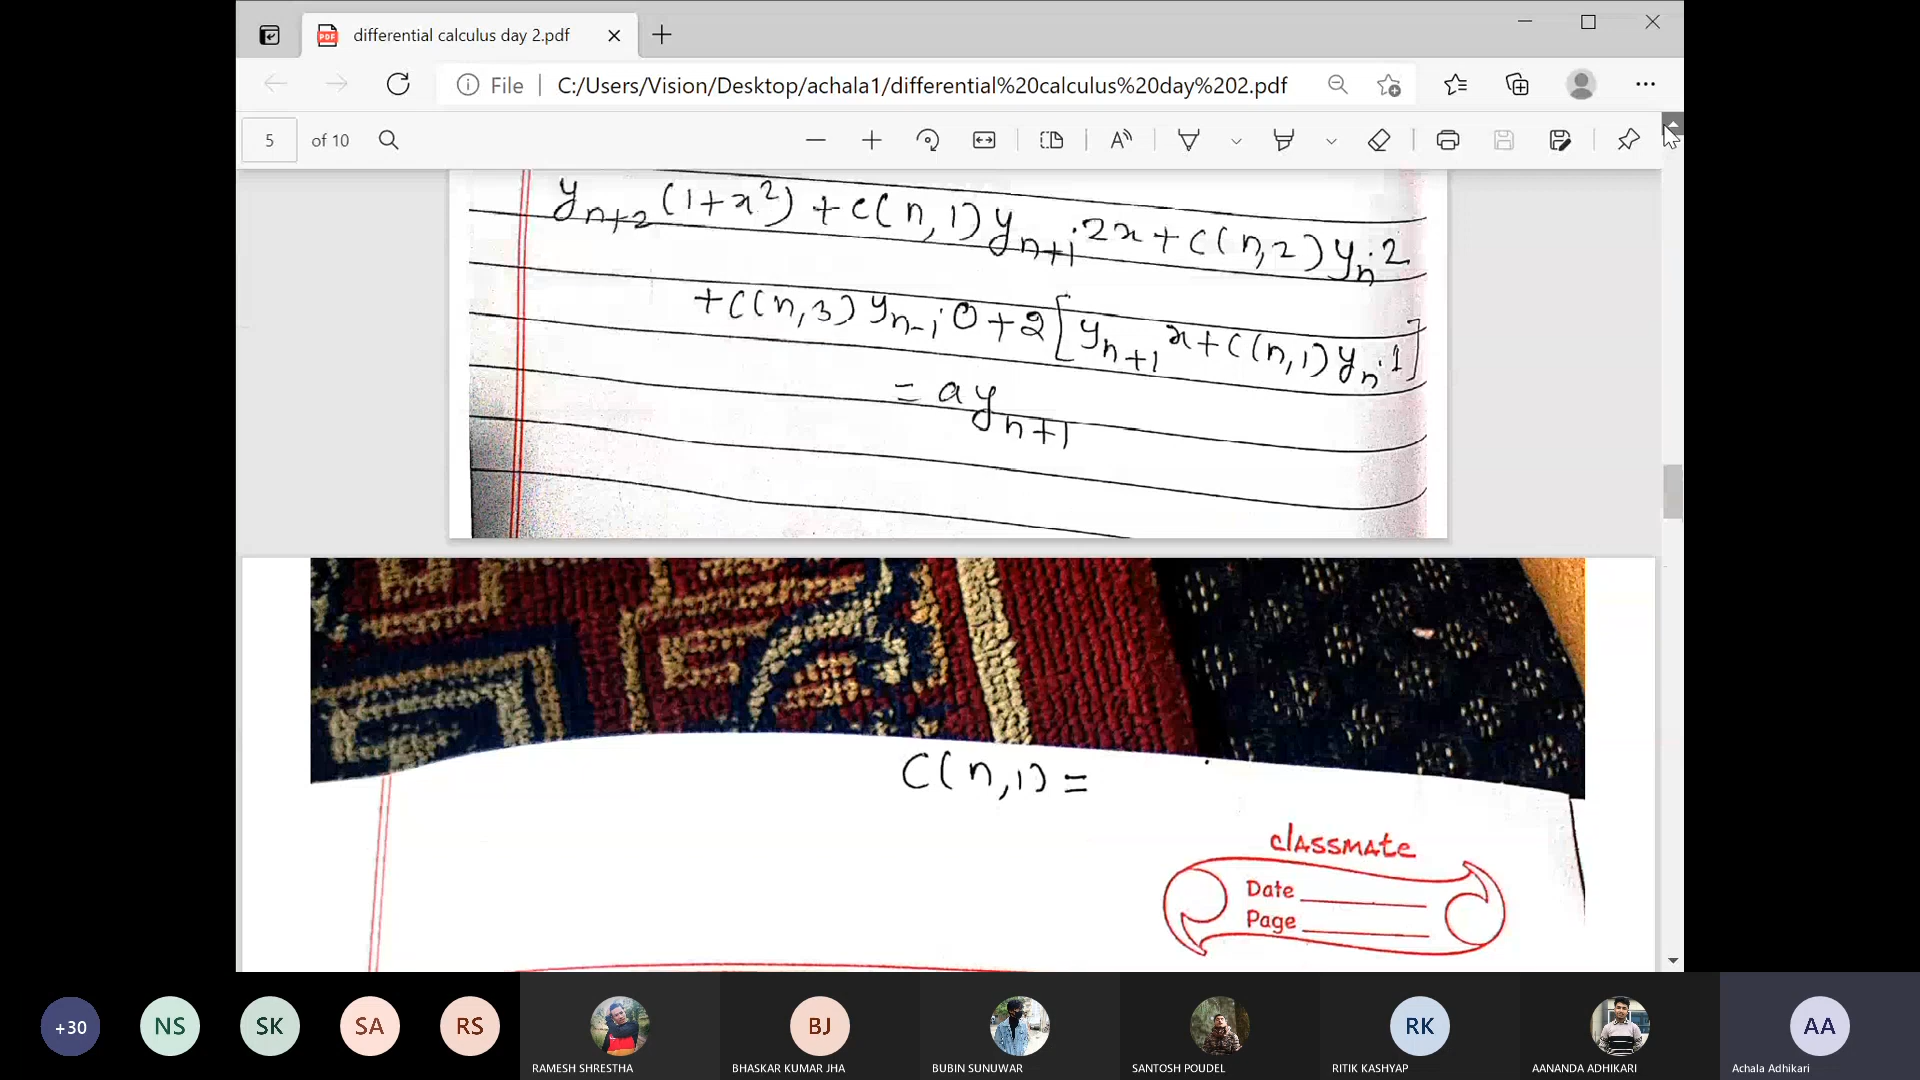 differential calculus day 2.pdf
File | C:/Users/Vision/Desktop/achala1/differential%20calculus%20day%202.pdf
5 of 10
y_{n+2} (1+x²) + C(n,1) y_{n+1}.2x + C(n,2) y_n.2
+ C(n,3) y_{n-1}.0 + 2[y_{n+1} x + C(n,1) y_n.1]
= a y_{n+1}
C(n,1) =
classmate
Date
Page
+30 NS SK SA RS BJ RK AA
RAMESH SHRESTHA BHASKAR KUMAR JHA BUBIN SUNUWAR SANTOSH POUDEL RITIK KASHYAP AANANDA ADHIKARI Achala Adhikari